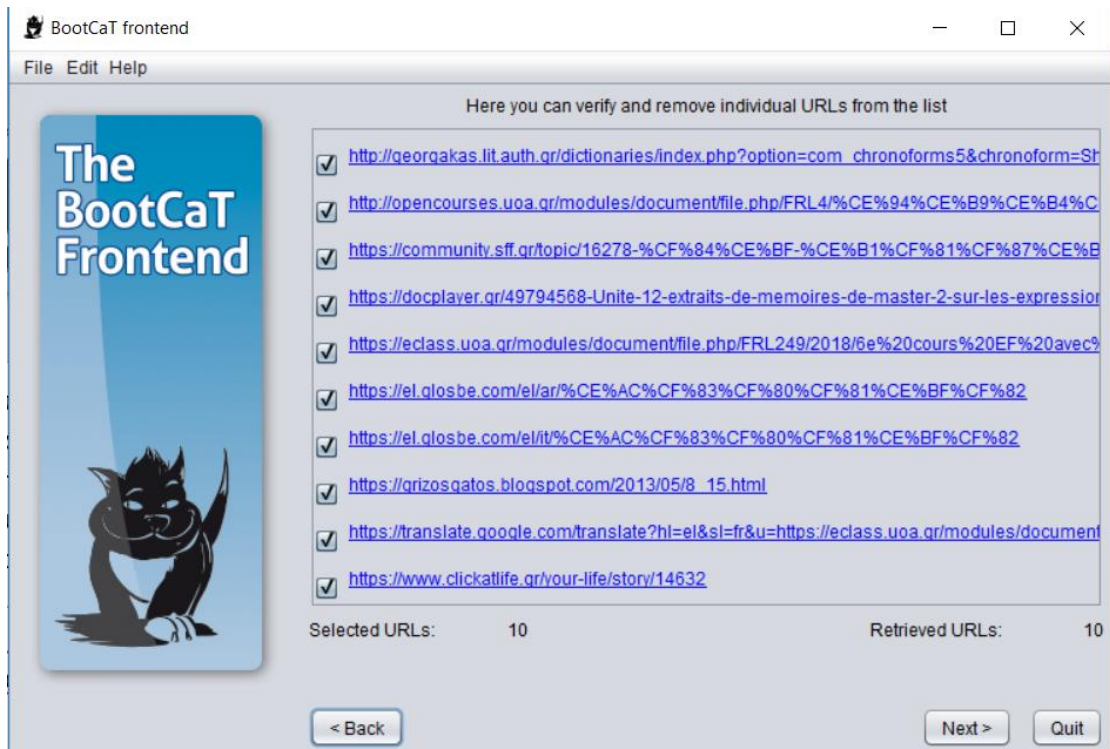 BootCaT frontend
File Edit Help
The
BootCaT
Frontend
Here you can verify and remove individual URLs from the list
http://georgakas.lit.auth.gr/dictionaries/index.php?option=com_chronoforms5&chronoform=Sh
http://opencourses.uoa.gr/modules/document/file.php/FRL4/%CE%94%CE%B9%CE%B4%C
https://community.sff.gr/topic/16278-%CF%84%CE%BF-%CE%B1%CF%81%CF%87%CE%B
https://docplayer.gr/49794568-Unite-12-extraits-de-memoires-de-master-2-sur-les-expression
https://eclass.uoa.gr/modules/document/file.php/FRL249/2018/6e%20cours%20EF%20avec%
https://el.glosbe.com/el/ar/%CE%AC%CF%83%CF%80%CF%81%CE%BF%CF%82
https://el.glosbe.com/el/it/%CE%AC%CF%83%CF%80%CF%81%CE%BF%CF%82
https://grizosgatos.blogspot.com/2013/05/8_15.html
https://translate.google.com/translate?hl=el&sl=fr&u=https://eclass.uoa.gr/modules/document
https://www.clickatlife.gr/your-life/story/14632
Selected URLs: 10 Retrieved URLs: 10
< Back Next > Quit